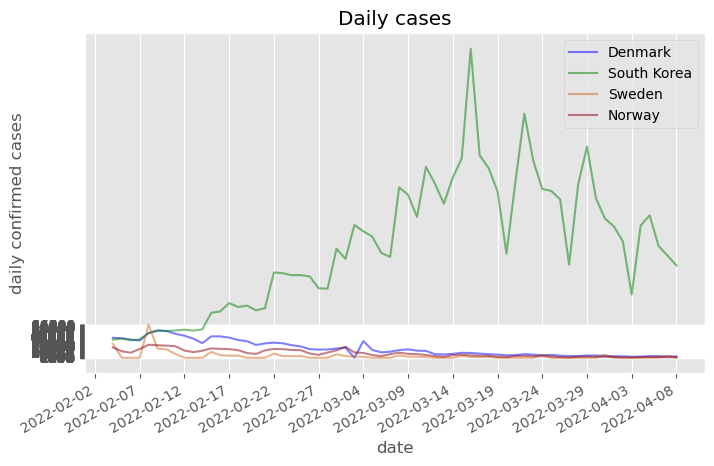 Daily cases
Denmark
South Korea
Sweden
Norway
daily confirmed cases
2022-02-02
2022-02-07
2022-02-12
2022-02-17
2022-02-22
2022-02-27
2022-03-04
2022-03-09
2022-03-14
2022-03-19
2022-03-24
2022-03-29
2022-04-03
2022-04-08
date